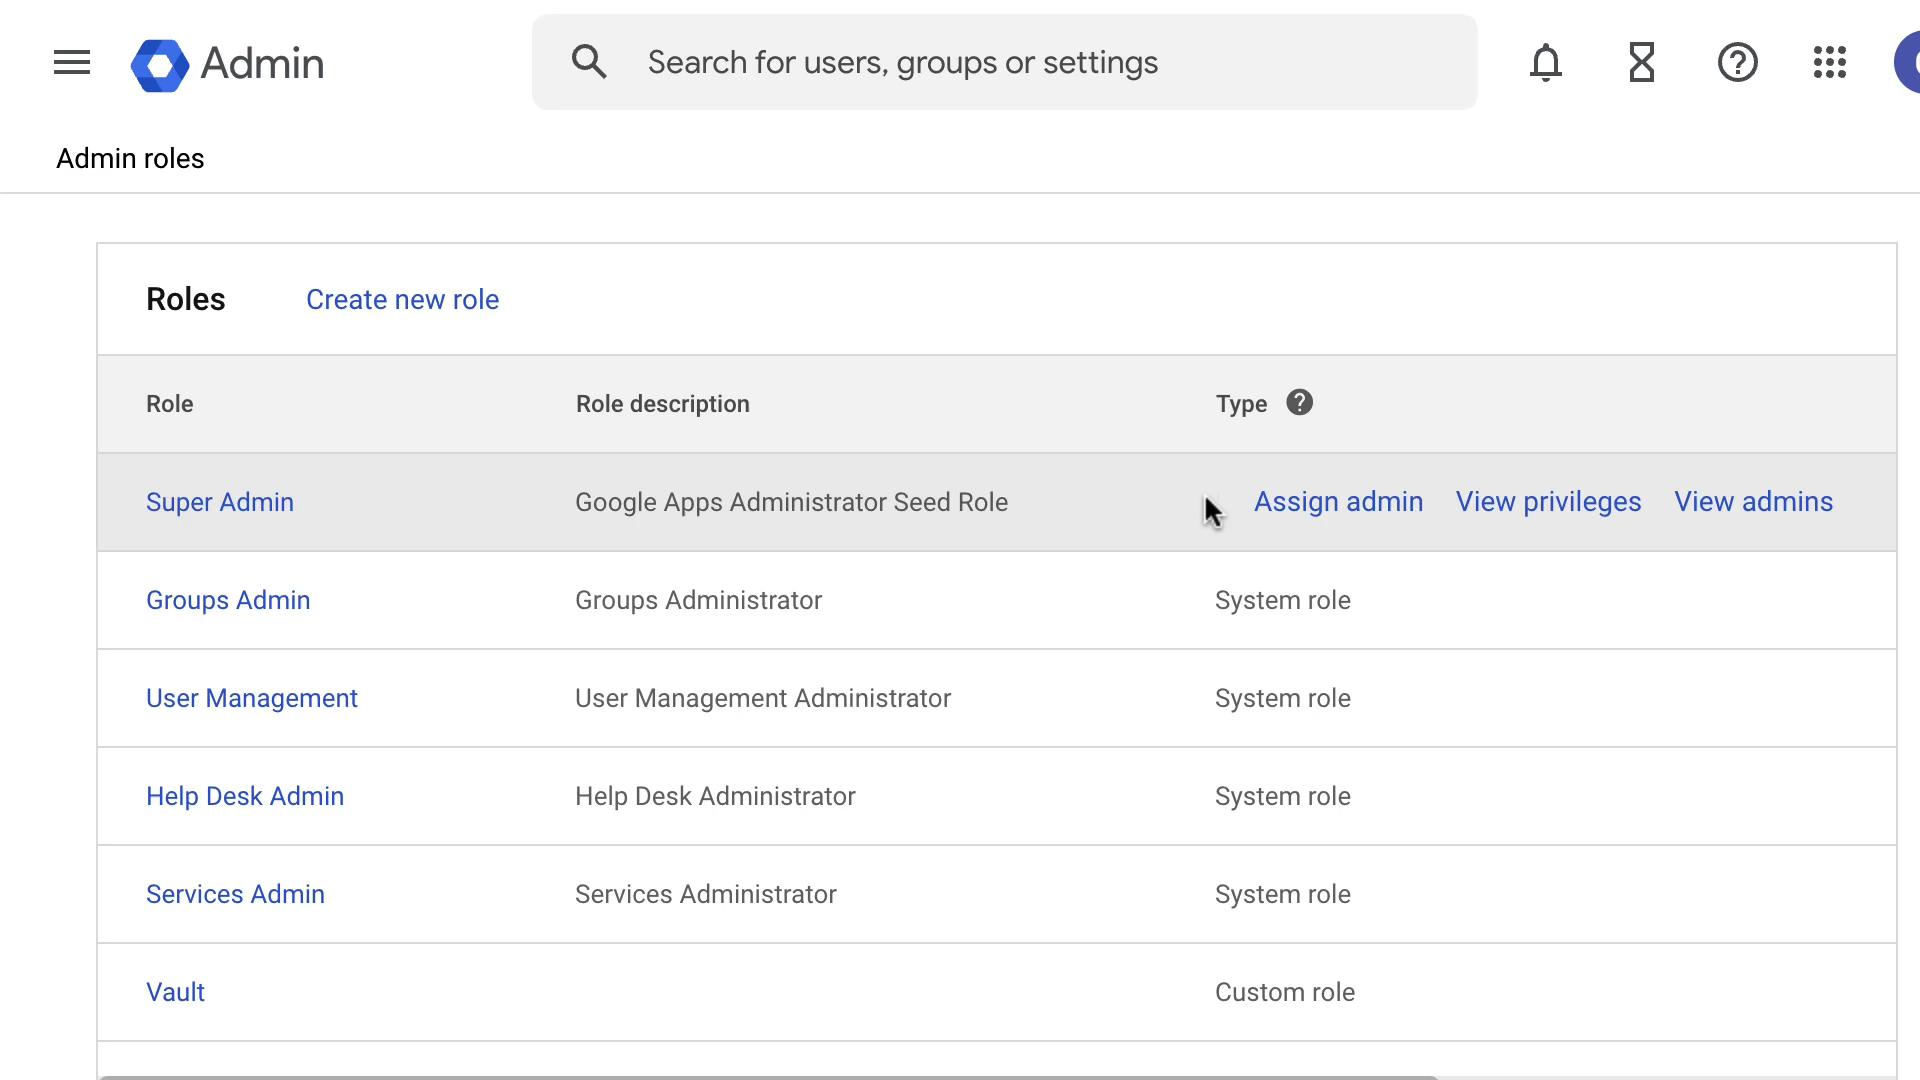 Admin
Search for users, groups or settings
Admin roles
Roles Create new role
Role Role description Type ?
Super Admin Google Apps Administrator Seed Role Assign admin View privileges View admins
Groups Admin Groups Administrator System role
User Management User Management Administrator System role
Help Desk Admin Help Desk Administrator System role
Services Admin Services Administrator System role
Vault Custom role